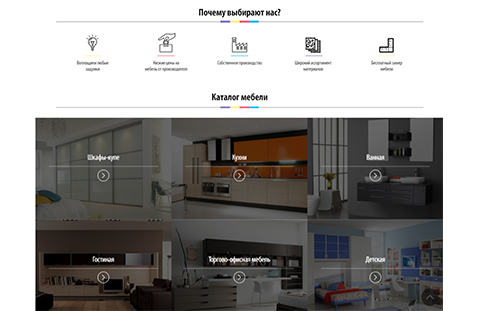 Почему выбирают нас?
Воплощаем любые
задумки
Низкие цены на
мебель от производителя
Собственное производство
Широкий ассортимент
материалов
Бесплатный замер
мебели
Каталог мебели
Шкафы-купе
Кухни
Ванная
Гостиная
Торгово-офисная мебель
Детская